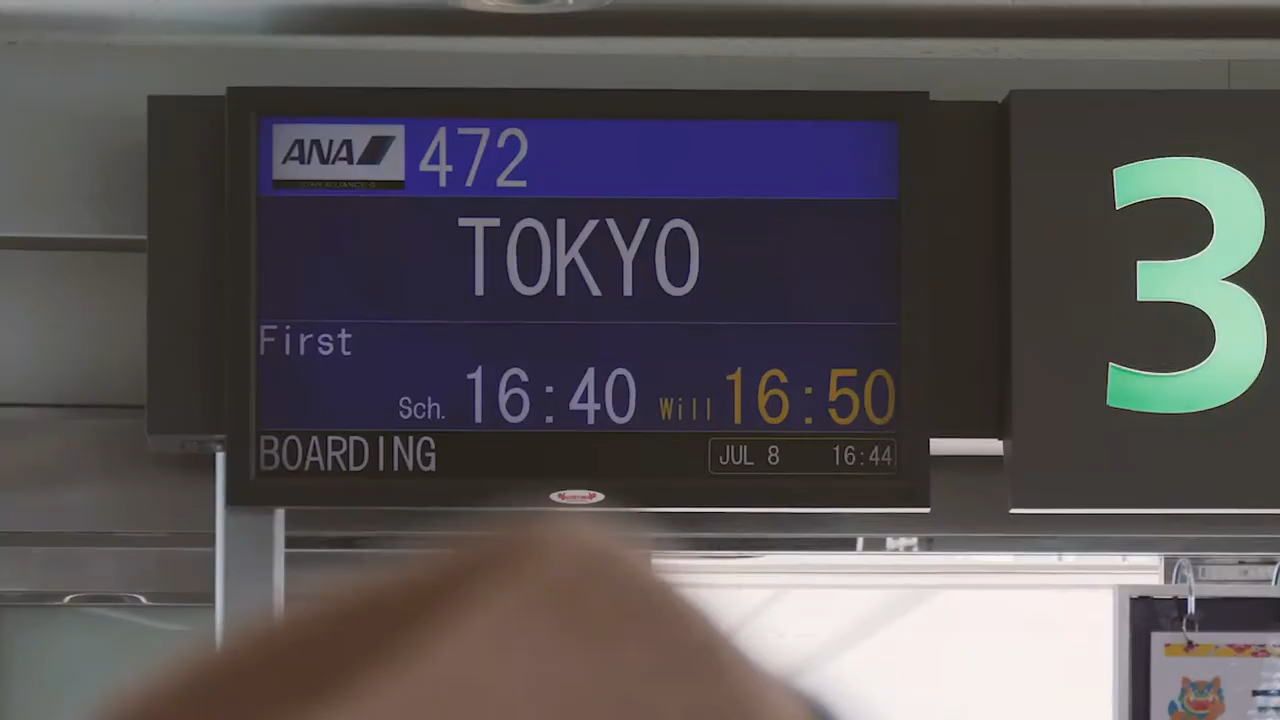 ANA 472
TOKYO
First
Sch. 16:40 Will 16:50
BOARDING JUL 8 16:44
3